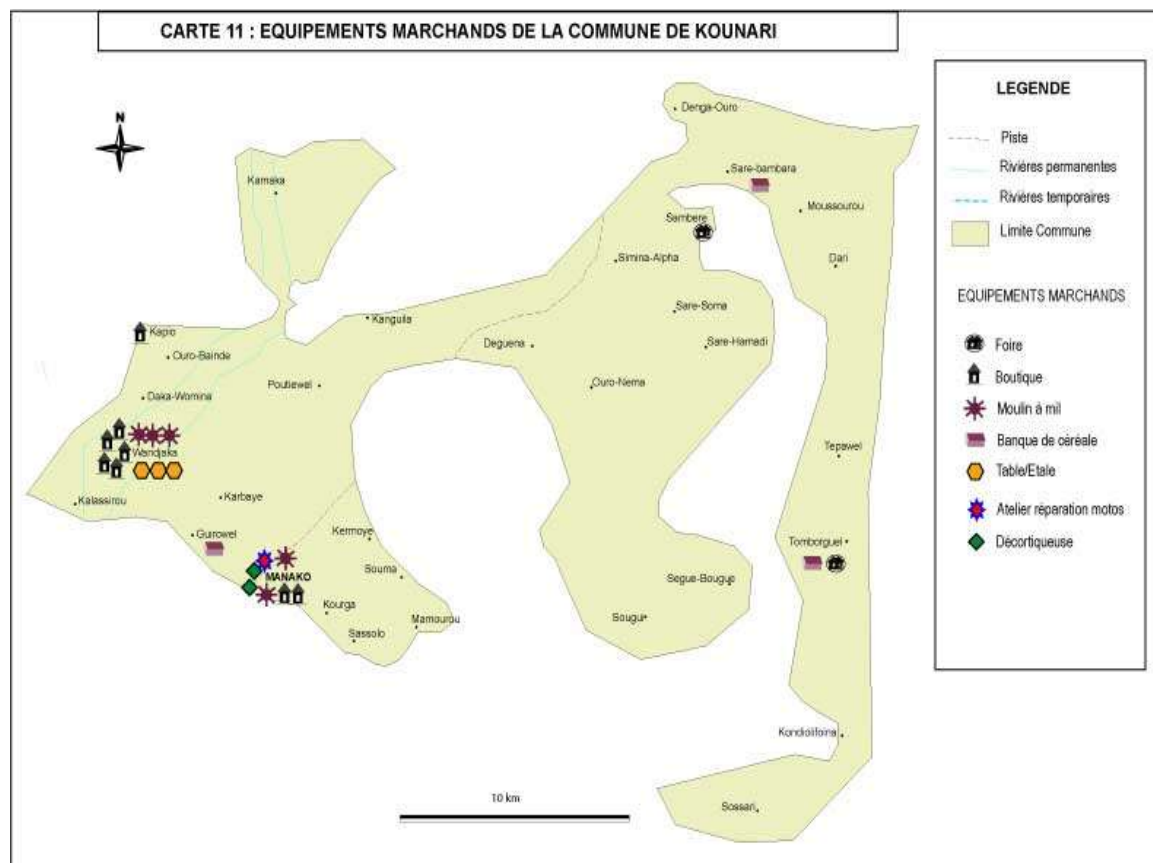 CARTE 11 : EQUIPEMENTS MARCHANDS DE LA COMMUNE DE KOUNARI
N
Denga-Ouro
Sare-bambara
Kamaka
Moussourou
Sambere
Simina-Alpha
Dari
Sare-Soma
Kanguila
Kapio
Deguena
Sare-Hamadi
Ouro-Bainde
Poutiewel
Ouro-Nema
Daka-Womina
Wandjaka
Tepawel
Kalassirou
Karbaye
Guirowel
Kermoye
Tomborguel
MANAKO
Souma
Segue-Bougue
Kourga
Mamourou
Sougui
Sassolo
Kondiolifoina
10 km
Sossari
LEGENDE
Piste
Rivières permanentes
Rivières temporaires
Limite Commune
EQUIPEMENTS MARCHANDS
Foire
Boutique
Moulin à mil
Banque de céréale
Table/Etale
Atelier réparation motos
Décortiqueuse